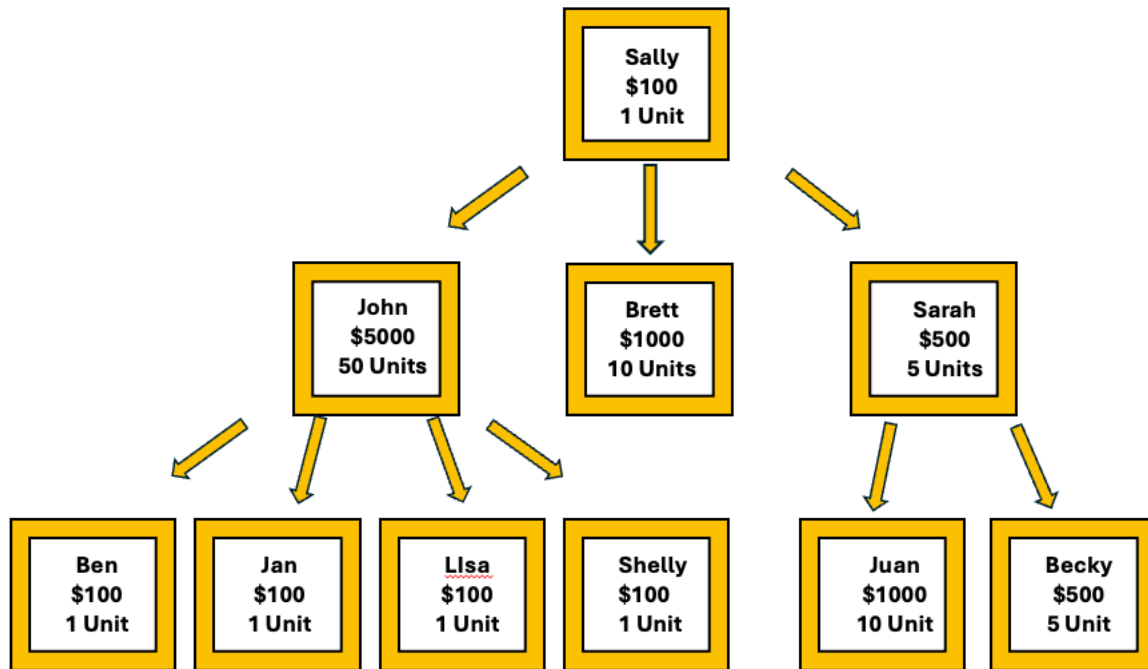 Sally
$100
1 Unit
John
$5000
50 Units
Brett
$1000
10 Units
Sarah
$500
5 Units
Ben
$100
1 Unit
Jan
$100
1 Unit
LIsa
$100
1 Unit
Shelly
$100
1 Unit
Juan
$1000
10 Unit
Becky
$500
5 Unit